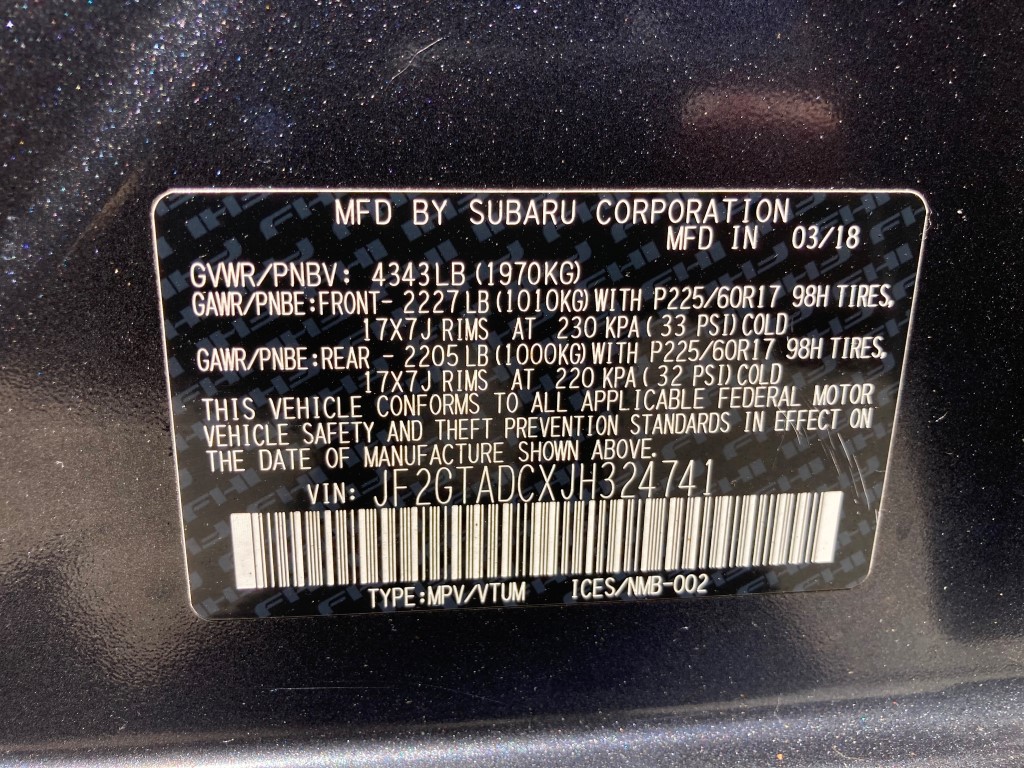 MFD BY SUBARU CORPORATION
MFD IN 03/18
GVWR/PNBV: 4343LB (1970KG)
GAWR/PNBE:FRONT- 2227LB (1010KG) WITH P225/60R17 98H TIRES,
17X7J RIMS AT 230 KPA ( 33 PSI) COLD
GAWR/PNBE:REAR - 2205LB (1000KG) WITH P225/60R17 98H TIRES,
17X7J RIMS AT 220 KPA ( 32 PSI) COLD
THIS VEHICLE CONFORMS TO ALL APPLICABLE FEDERAL MOTOR
VEHICLE SAFETY AND THEFT PREVENTION STANDARDS IN EFFECT ON
THE DATE OF MANUFACTURE SHOWN ABOVE.
VIN: JF2GTADCXJH324741
TYPE:MPV/VTUM ICES/NMB-002